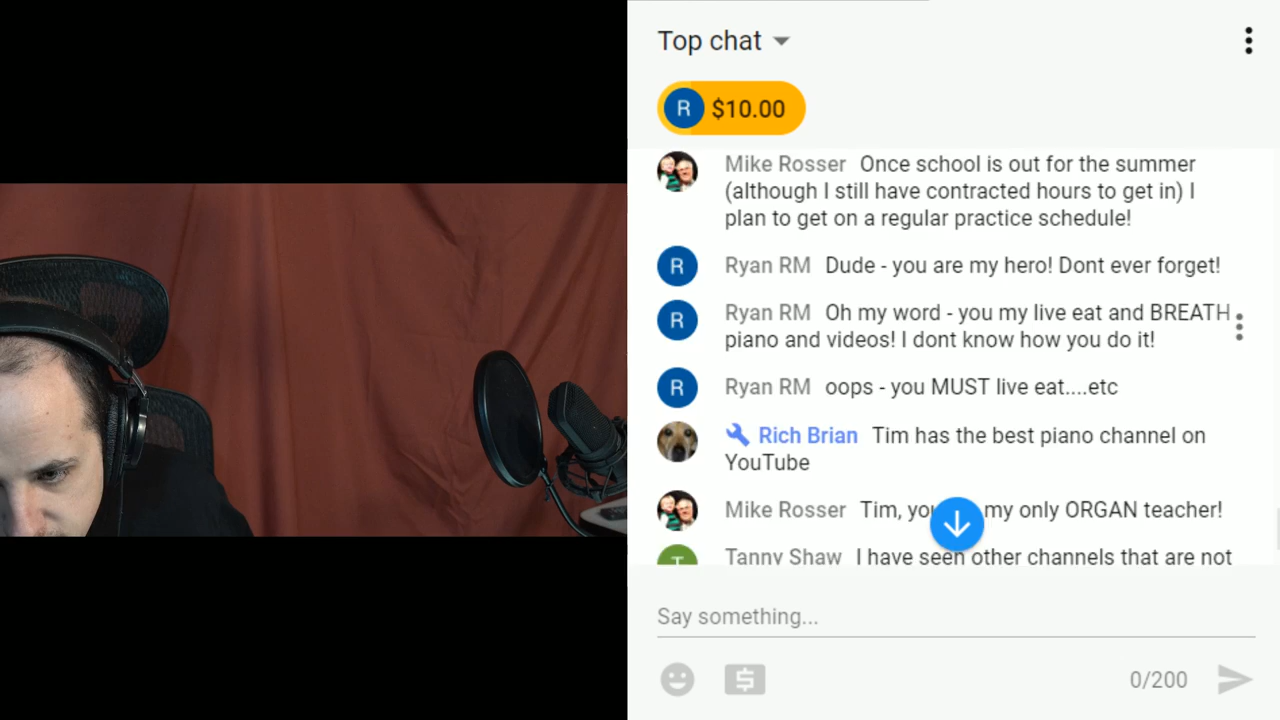 Top chat
R $10.00
Mike Rosser Once school is out for the summer
(although I still have contracted hours to get in) I
plan to get on a regular practice schedule!
R Ryan RM Dude - you are my hero! Dont ever forget!
R Ryan RM Oh my word - you my live eat and BREATH
piano and videos! I dont know how you do it!
R Ryan RM oops - you MUST live eat....etc
Rich Brian Tim has the best piano channel on
YouTube
Mike Rosser Tim, my only ORGAN teacher!
T Tanny Shaw I have seen other channels that are not
Say something...
0/200